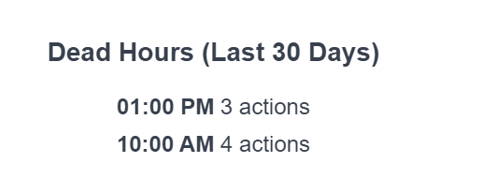 Dead Hours (Last 30 Days)
01:00 PM 3 actions
10:00 AM 4 actions